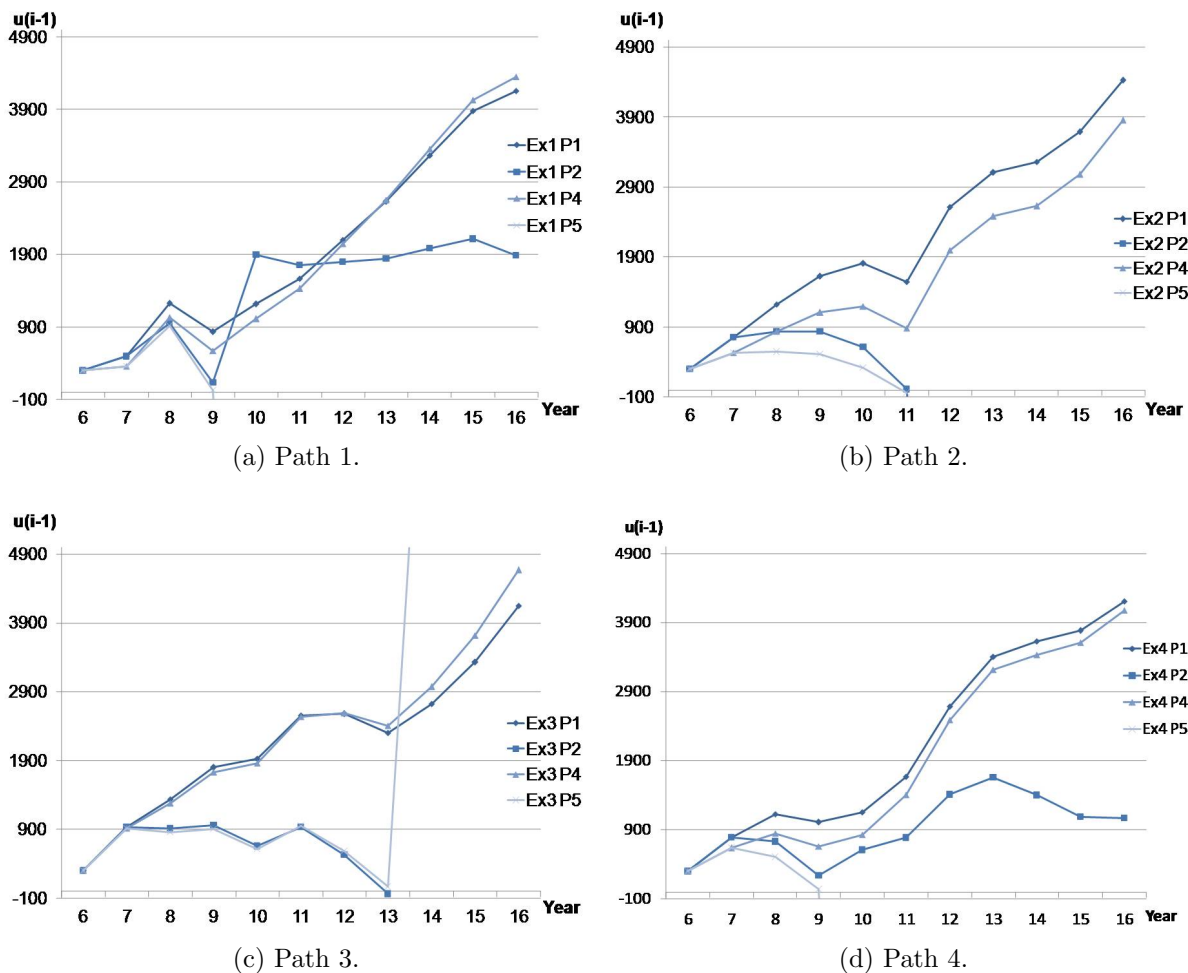 u(i-1)
4900
3900
2900
1900
900
-100
6 7 8 9 10 11 12 13 14 15 16
Year
Ex1 P1
Ex1 P2
Ex1 P4
Ex1 P5
(a) Path 1.
u(i-1)
4900
3900
2900
1900
900
-100
6 7 8 9 10 11 12 13 14 15 16
Year
Ex2 P1
Ex2 P2
Ex2 P4
Ex2 P5
(b) Path 2.
u(i-1)
4900
3900
2900
1900
900
-100
6 7 8 9 10 11 12 13 14 15 16
Year
Ex3 P1
Ex3 P2
Ex3 P4
Ex3 P5
(c) Path 3.
u(i-1)
4900
3900
2900
1900
900
-100
6 7 8 9 10 11 12 13 14 15 16
Year
Ex4 P1
Ex4 P2
Ex4 P4
Ex4 P5
(d) Path 4.